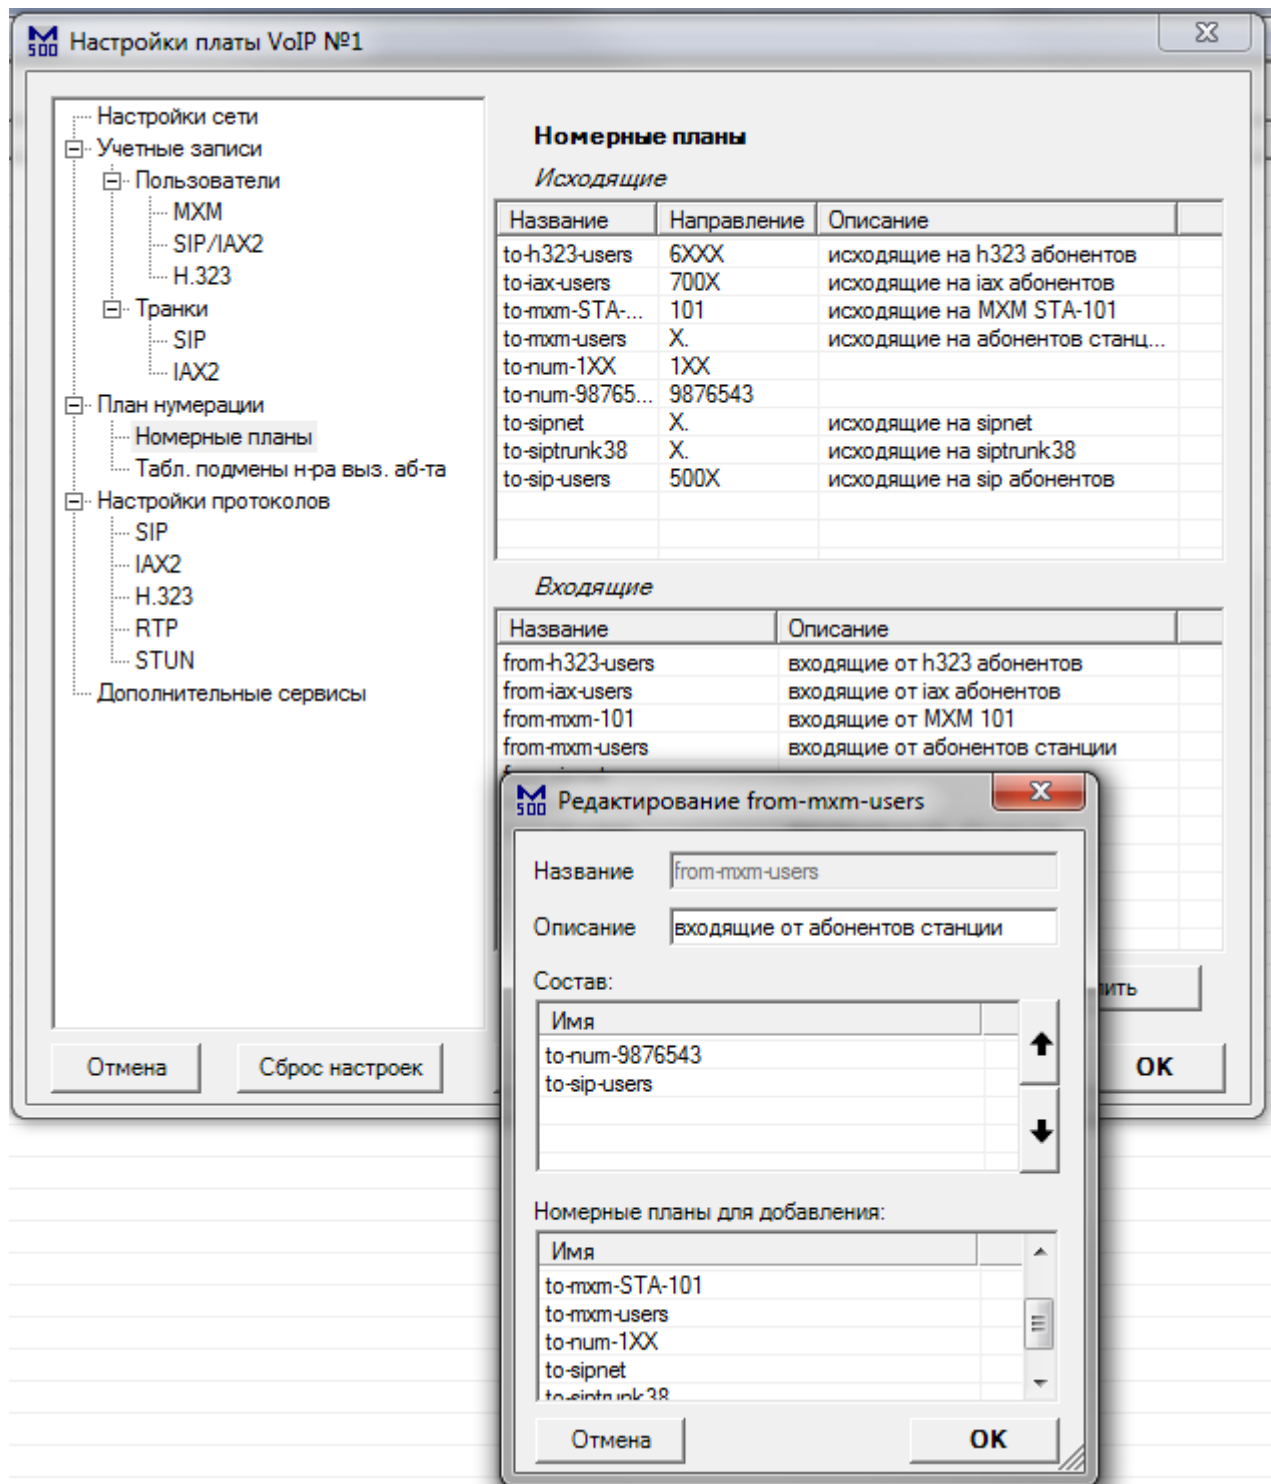 M 500 Настройки платы VoIP №1
Настройки сети
Учетные записи
Пользователи
MXM
SIP/IAX2
H.323
Транки
SIP
IAX2
План нумерации
Номерные планы
Табл. подмены н-ра выз. аб-та
Настройки протоколов
SIP
IAX2
H.323
RTP
STUN
Дополнительные сервисы
Номерные планы
Исходящие
Название Направление Описание
to-h323-users 6XXX исходящие на h323 абонентов
to-iax-users 700X исходящие на iax абонентов
to-mxm-STA-... 101 исходящие на MXM STA-101
to-mxm-users X. исходящие на абонентов станц...
to-num-1XX 1XX
to-num-98765... 9876543
to-sipnet X. исходящие на sipnet
to-siptrunk38 X. исходящие на siptrunk38
to-sip-users 500X исходящие на sip абонентов
Входящие
Название Описание
from-h323-users входящие от h323 абонентов
from-iax-users входящие от iax абонентов
from-mxm-101 входящие от MXM 101
from-mxm-users входящие от абонентов станции
Отмена Сброс настроек OK
M 500 Редактирование from-mxm-users
Название from-mxm-users
Описание входящие от абонентов станции
Состав:
Имя
to-num-9876543
to-sip-users
Номерные планы для добавления:
Имя
to-mxm-STA-101
to-mxm-users
to-num-1XX
to-sipnet
to-siptrunk38
Отмена OK